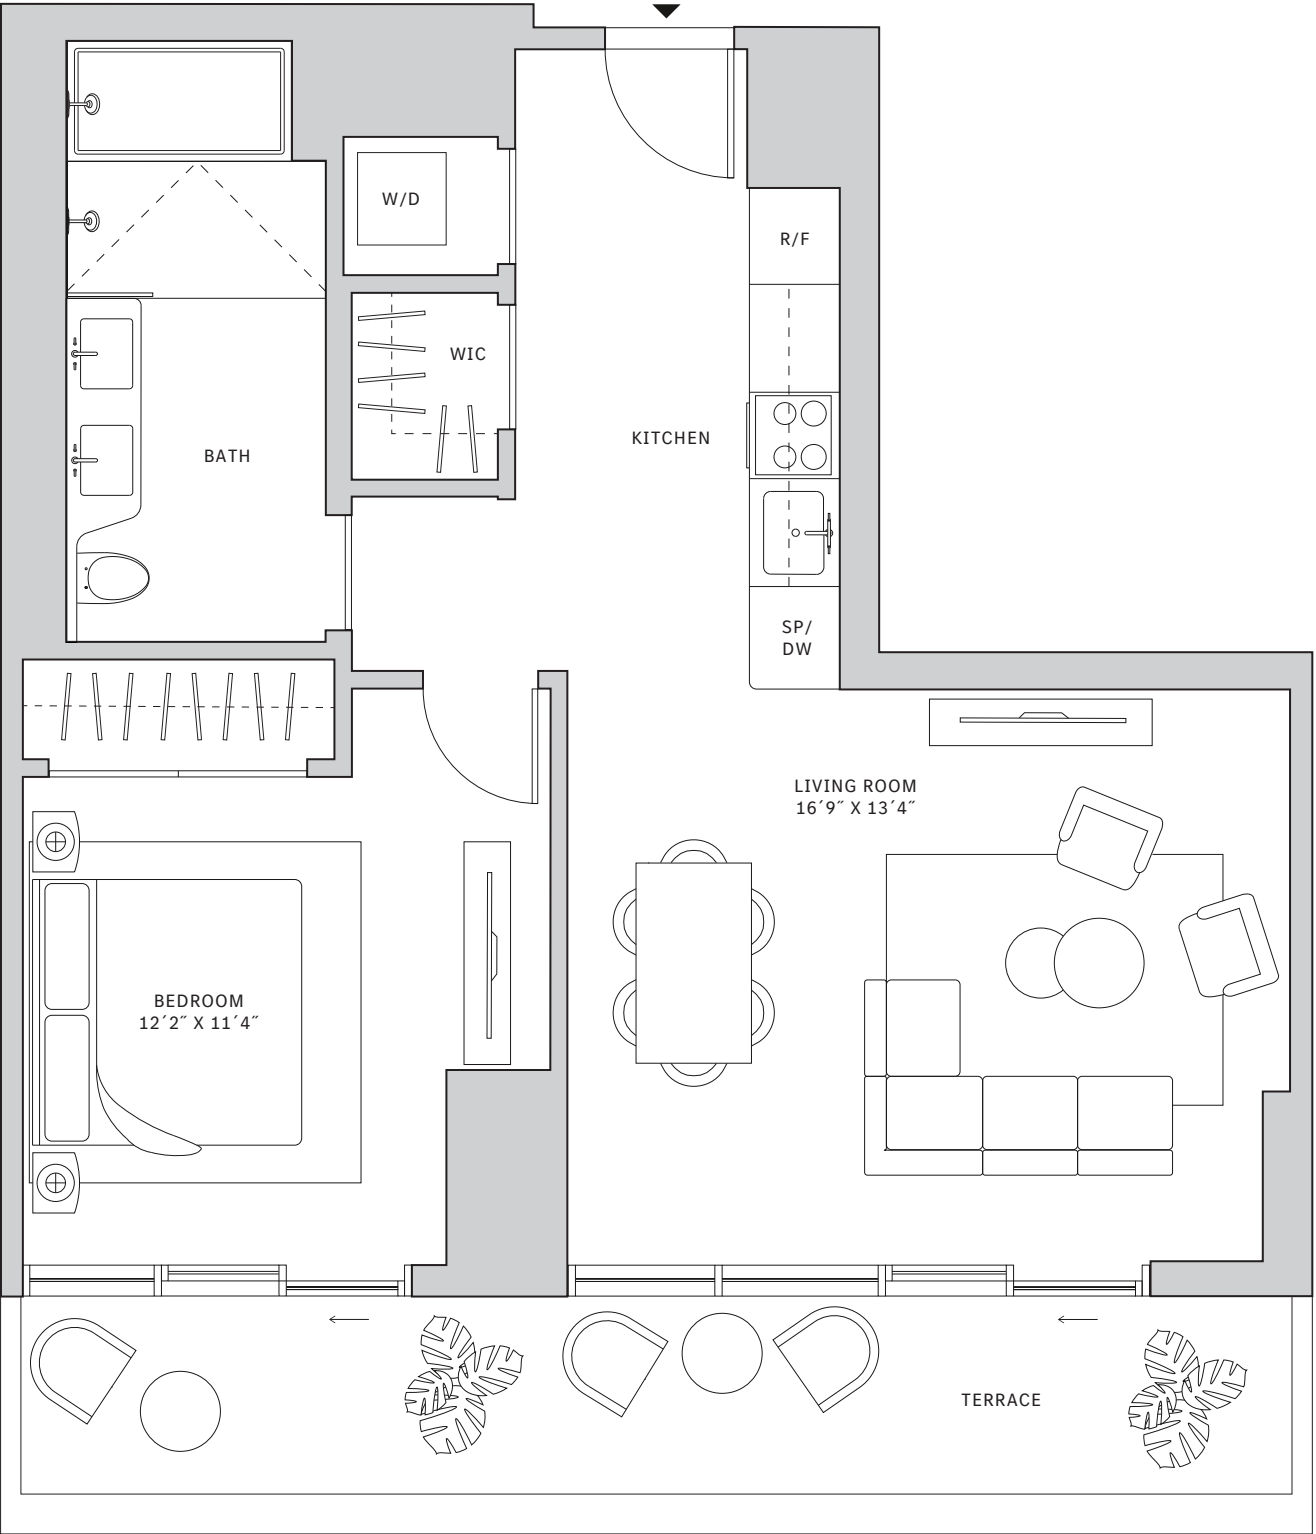 W/D
R/F
WIC
KITCHEN
BATH
SP/
DW
LIVING ROOM
16´9˝ X 13´4˝
BEDROOM
12´2˝ X 11´4˝
TERRACE